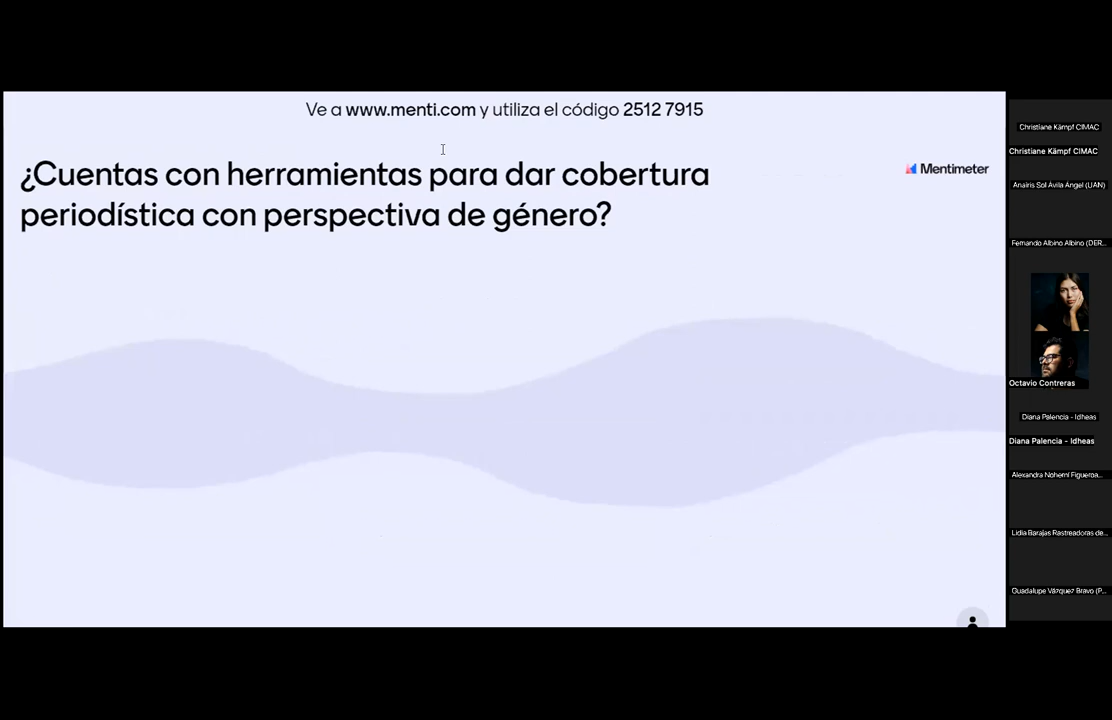 Ve a www.menti.com y utiliza el código 2512 7915
¿Cuentas con herramientas para dar cobertura
periodística con perspectiva de género?
Mentimeter
Christiane Kämpf CIMAC
Christiane Kämpf CIMAC
Anairis Sol Ávila Ángel (UAN)
Fernando Albino Albino (DER...
Octavio Contreras
Diana Palencia - Idheas
Diana Palencia - Idheas
Alexandra Nohemí Figueroa...
Lidia Barajas Rastreadoras de...
Guadalupe Vázquez Bravo (P...